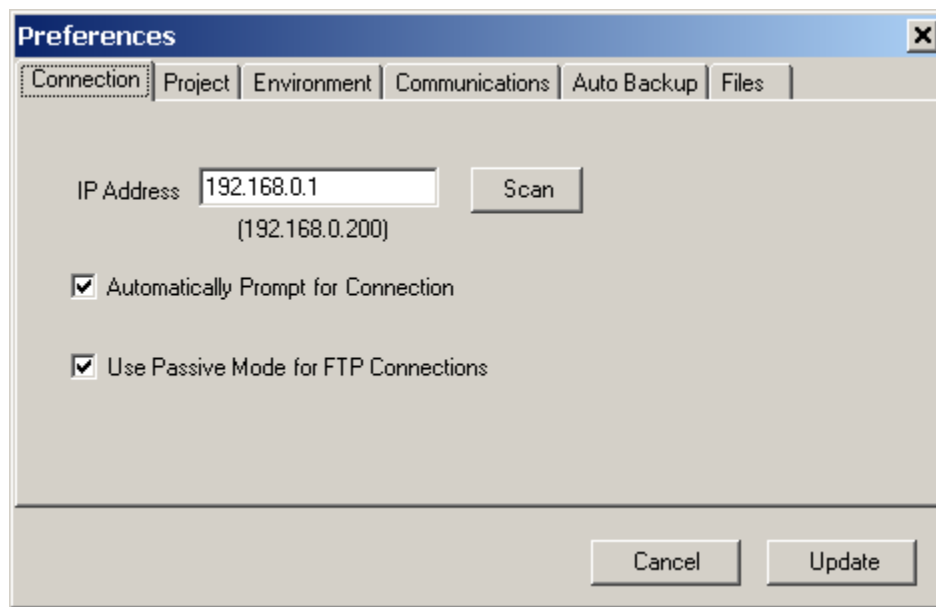 Preferences
Connection Project Environment Communications Auto Backup Files
IP Address 192.168.0.1 Scan
(192.168.0.200)
Automatically Prompt for Connection
Use Passive Mode for FTP Connections
Cancel Update